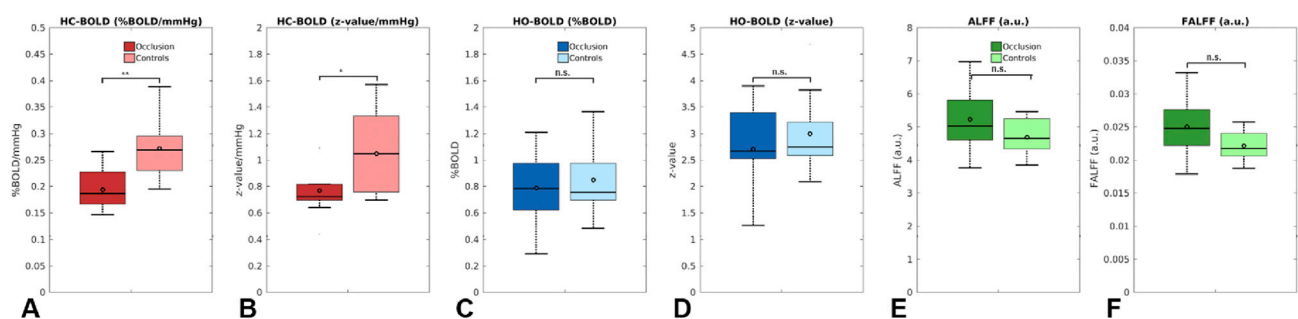 HC-BOLD (%BOLD/mmHg)
0.5
0.45
0.4
0.35
0.3
0.25
0.2
0.15
0.1
0.05
0
%BOLD/mmHg
Occlusion
Controls
**
A
HC-BOLD (z-value/mmHg)
2
1.8
1.6
1.4
1.2
1
0.8
0.6
0.4
0.2
0
z-value/mmHg
*
B
HO-BOLD (%BOLD)
2
1.8
1.6
1.4
1.2
1
0.8
0.6
0.4
0.2
0
%BOLD
Occlusion
Controls
n.s.
C
HO-BOLD (z-value)
5
4.5
4
3.5
3
2.5
2
1.5
1
0.5
0
z-value
n.s.
D
ALFF (a.u.)
8
7
6
5
4
3
2
1
0
ALFF (a.u.)
Occlusion
Controls
n.s.
E
FALFF (a.u.)
0.04
0.035
0.03
0.025
0.02
0.015
0.01
0.005
0
FALFF (a.u.)
n.s.
F